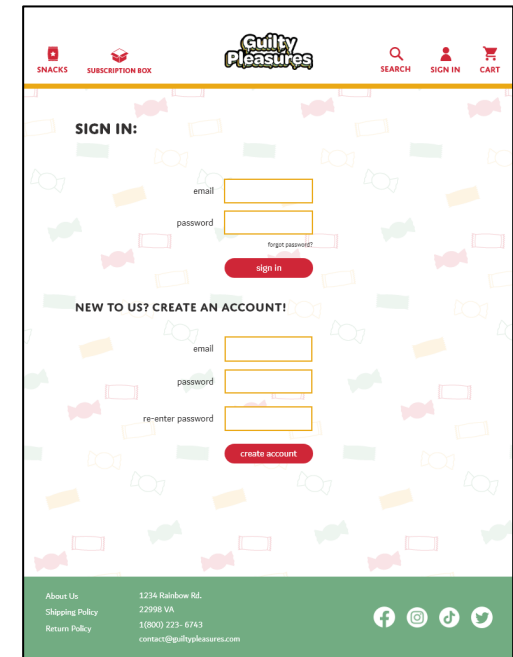 Guilty
Pleasures
SNACKS
SUBSCRIPTION BOX
SEARCH
SIGN IN
CART
SIGN IN:
email
password
forgot password?
sign in
NEW TO US? CREATE AN ACCOUNT!
email
password
re-enter password
create account
About Us
Shipping Policy
Return Policy
1234 Rainbow Rd.
22998 VA
1(800) 223- 6743
contact@guiltypleasures.com